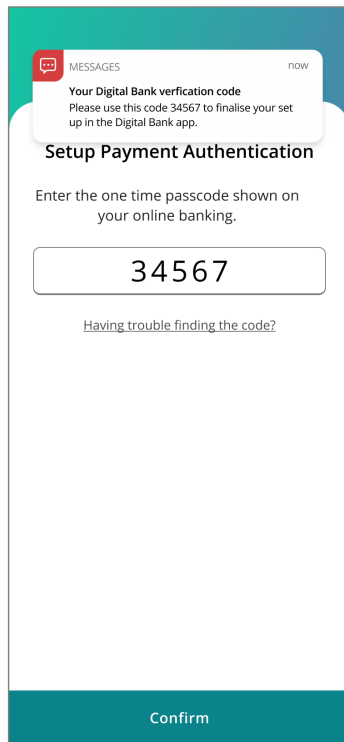 MESSAGES now
Your Digital Bank verfication code
Please use this code 34567 to finalise your set
up in the Digital Bank app.
Setup Payment Authentication
Enter the one time passcode shown on
your online banking.
34567
Having trouble finding the code?
Confirm